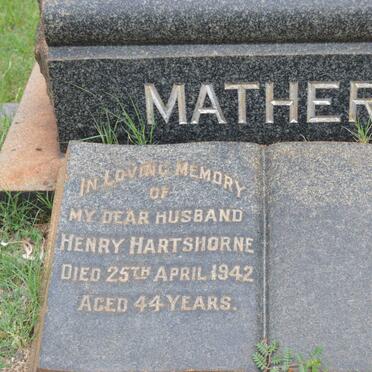 MATHER
IN LOVING MEMORY
OF
MY DEAR HUSBAND
HENRY HARTSHORNE
DIED 25TH APRIL 1942
AGED 44 YEARS.